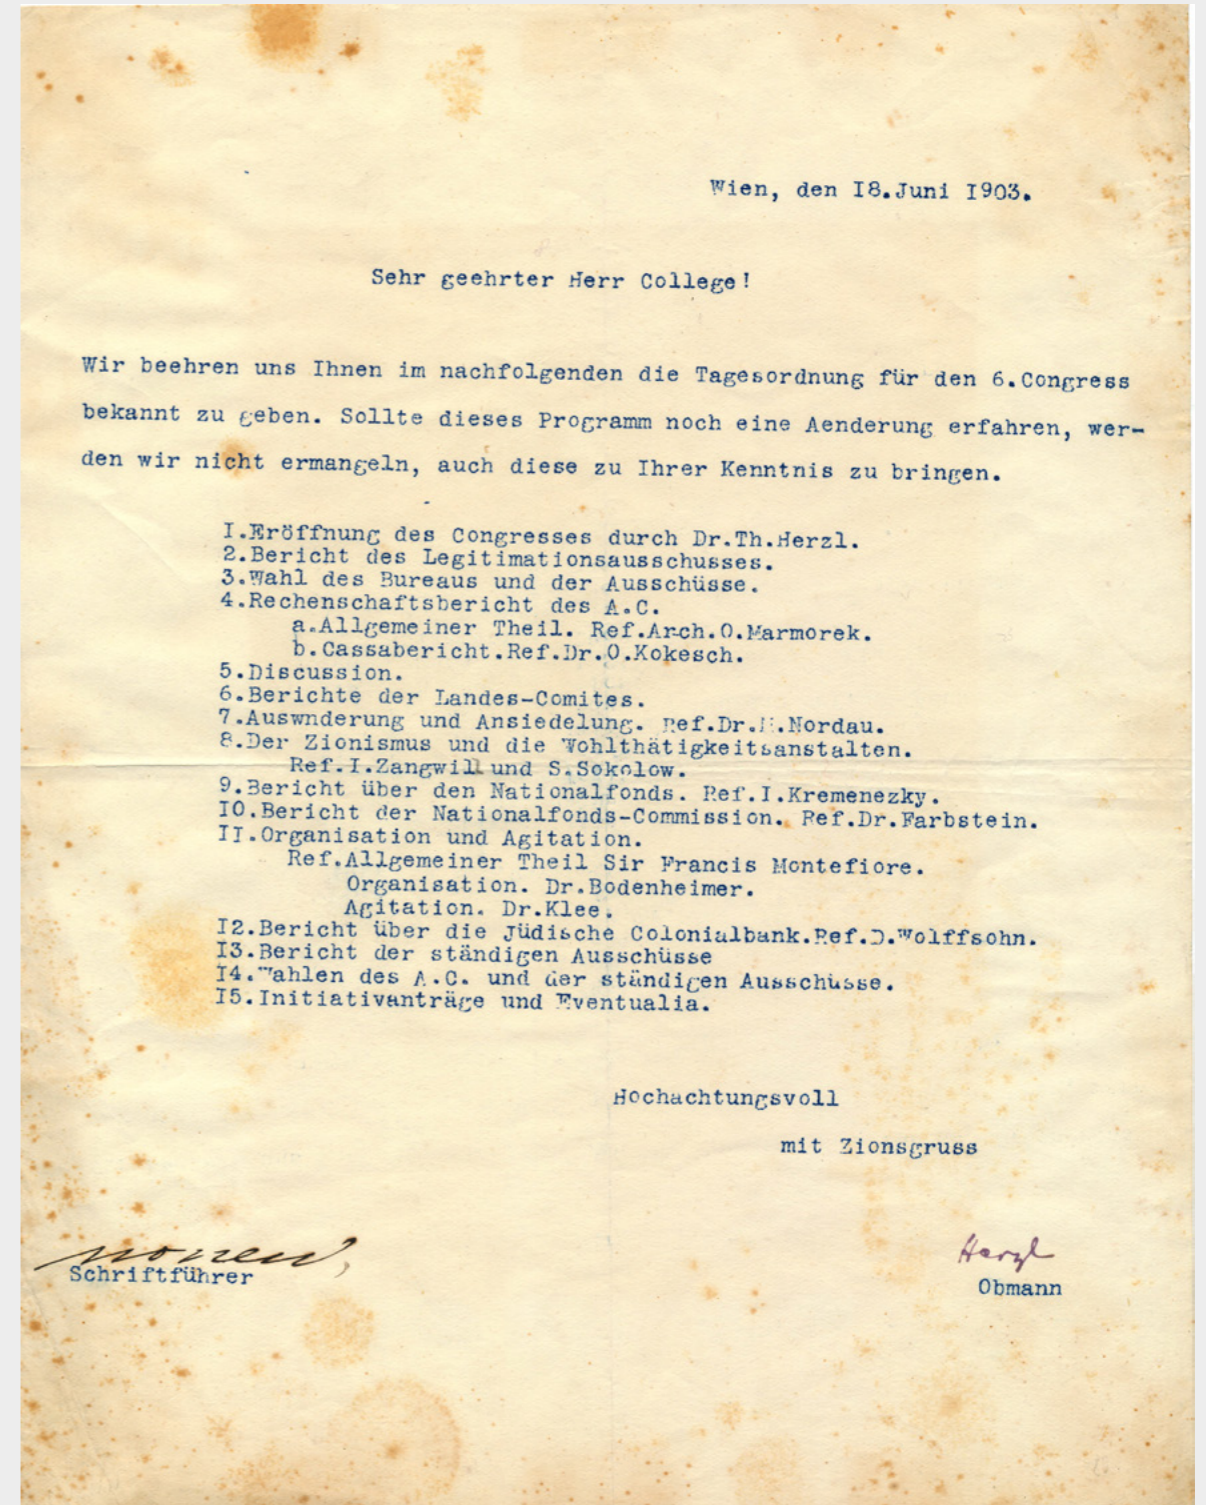 Wien, den I8.Juni I903.
Sehr geehrter Herr College!
Wir beehren uns Ihnen im nachfolgenden die Tagesordnung für den 6.Congress
bekannt zu geben. Sollte dieses Programm noch eine Aenderung erfahren, wer-
den wir nicht ermangeln, auch diese zu Ihrer Kenntnis zu bringen.
I.Eröffnung des Congresses durch Dr.Th.Herzl.
2.Bericht des Legitimationsausschusses.
3.Wahl des Bureaus und der Ausschüsse.
4.Rechenschaftsbericht des A.C.
a.Allgemeiner Theil. Ref.Arch.O.Marmorek.
b.Cassabericht.Ref.Dr.O.Kokesch.
5.Discussion.
6.Berichte der Landes-Comites.
7.Auswnderung und Ansiedelung. Ref.Dr.M.Nordau.
8.Der Zionismus und die Wohlthätigkeitsanstalten.
Ref.I.Zangwill und S.Sokolow.
9.Bericht über den Nationalfonds. Ref.I.Kremenezky.
I0.Bericht der Nationalfonds-Commission. Ref.Dr.Farbstein.
II.Organisation und Agitation.
Ref.Allgemeiner Theil Sir Francis Montefiore.
Organisation. Dr.Bodenheimer.
Agitation. Dr.Klee.
I2.Bericht über die Jüdische Colonialbank.Ref.D.Wolffsohn.
I3.Bericht der ständigen Ausschüsse
I4.Wahlen des A.C. und der ständigen Ausschüsse.
I5.Initiativanträge und Eventualia.
Hochachtungsvoll
mit Zionsgruss
Schriftführer
Herzl
Obmann